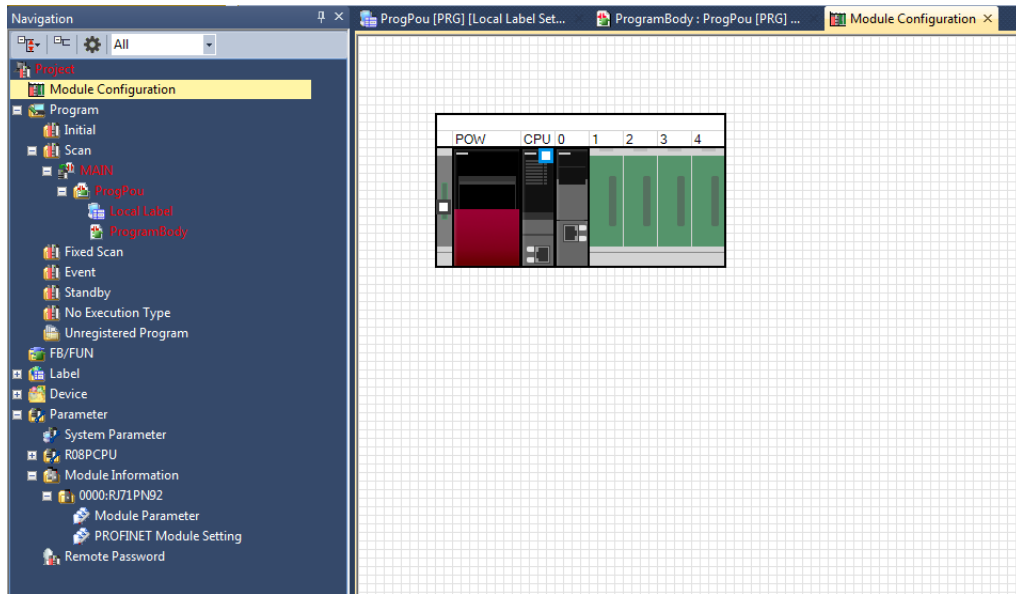 Navigation
ProgPou [PRG] [Local Label Set...
ProgramBody : ProgPou [PRG] ...
Module Configuration
All
Project
Module Configuration
Program
Initial
Scan
MAIN
ProgPou
Local Label
ProgramBody
Fixed Scan
Event
Standby
No Execution Type
Unregistered Program
FB/FUN
Label
Device
Parameter
System Parameter
R08PCPU
Module Information
0000:RJ71PN92
Module Parameter
PROFINET Module Setting
Remote Password
POW CPU 0 1 2 3 4